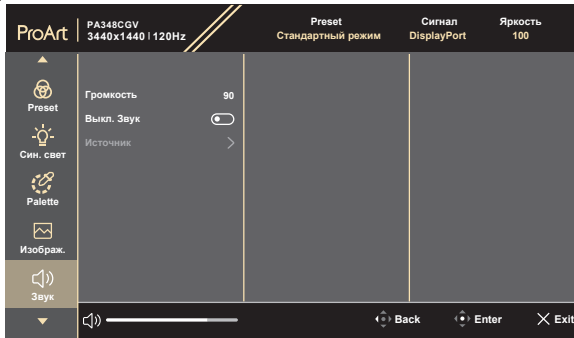 ProArt
PA348CGV
3440x1440 | 120Hz
Preset
Стандартный режим
Сигнал
DisplayPort
Яркость
100
Preset
Син. свет
Palette
Изображ.
Звук
Громкость 90
Выкл. Звук
Источник
Back
Enter
Exit